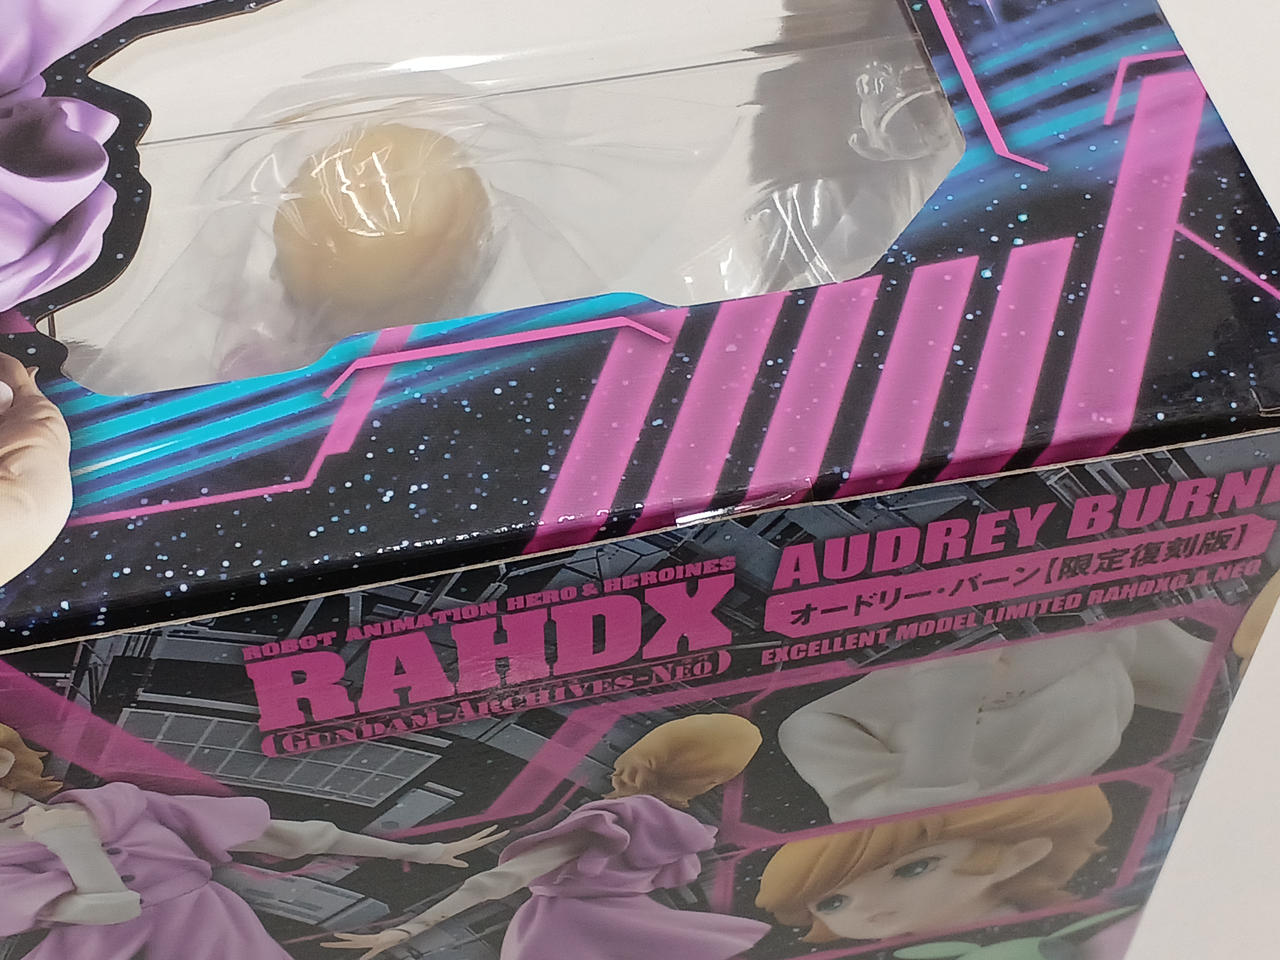 ROBOT ANIMATION HERO & HEROINES
RAHDX
(GUNDAM-ARCHIVES-NEO)
AUDREY BURN
オードリー・バーン【限定復刻版】
EXCELLENT MODEL LIMITED RAHDXG.A.NEO